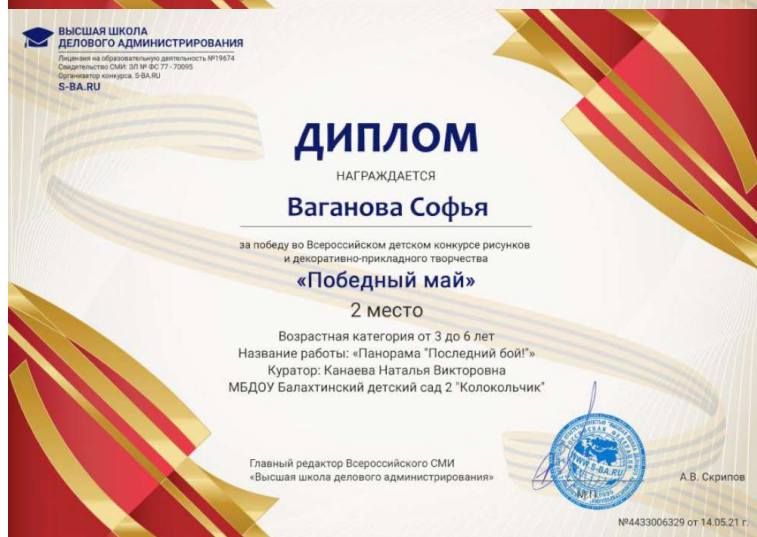 ВЫСШАЯ ШКОЛА
ДЕЛОВОГО АДМИНИСТРИРОВАНИЯ
Лицензия на образовательную деятельность №19674
Свидетельство СМИ: ЭЛ № ФС 77 - 70095
Организатор конкурса: S-BA.RU
S-BA.RU
ДИПЛОМ
НАГРАЖДАЕТСЯ
Ваганова Софья
за победу во Всероссийском детском конкурсе рисунков
и декоративно-прикладного творчества
«Победный май»
2 место
Возрастная категория от 3 до 6 лет
Название работы: «Панорама "Последний бой!"»
Куратор: Канаева Наталья Викторовна
МБДОУ Балахтинский детский сад 2 "Колокольчик"
Главный редактор Всероссийского СМИ
«Высшая школа делового администрирования»
WWW.S-BA.RU
М.П.
А.В. Скрипов
№4433006329 от 14.05.21 г.